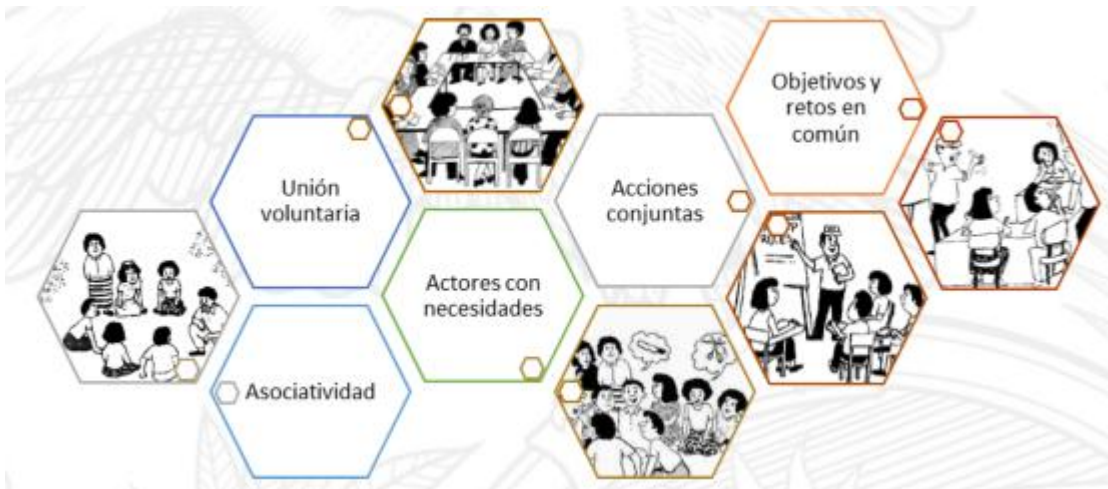 Asociatividad
Unión
voluntaria
Actores con
necesidades
Acciones
conjuntas
Objetivos y
retos en
común